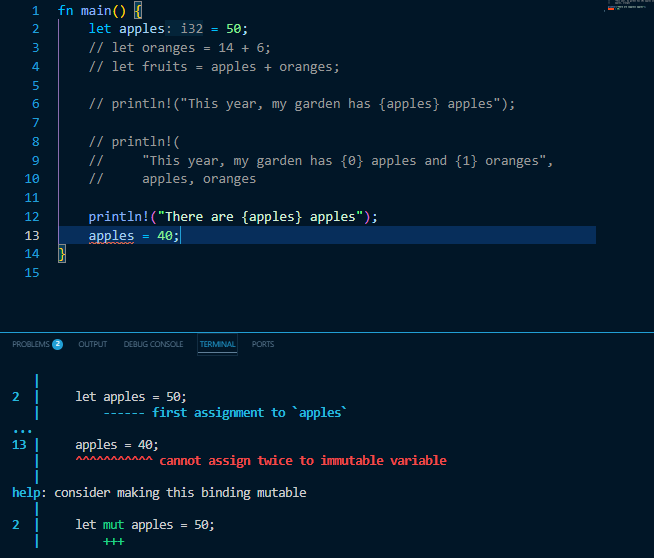 1 fn main() {
2     let apples: i32 = 50;
3     // let oranges = 14 + 6;
4     // let fruits = apples + oranges;
5
6     // println!("This year, my garden has {apples} apples");
7
8     // println!(
9     //     "This year, my garden has {0} apples and {1} oranges",
10     //     apples, oranges
11
12     println!("There are {apples} apples");
13     apples = 40;
14 }
15
PROBLEMS 2 OUTPUT DEBUG CONSOLE TERMINAL PORTS
   |
2  |     let apples = 50;
   |         ------ first assignment to `apples`
...
13 |     apples = 40;
   |     ^^^^^^^^^^^ cannot assign twice to immutable variable
   |
help: consider making this binding mutable
   |
2  |     let mut apples = 50;
   |         +++